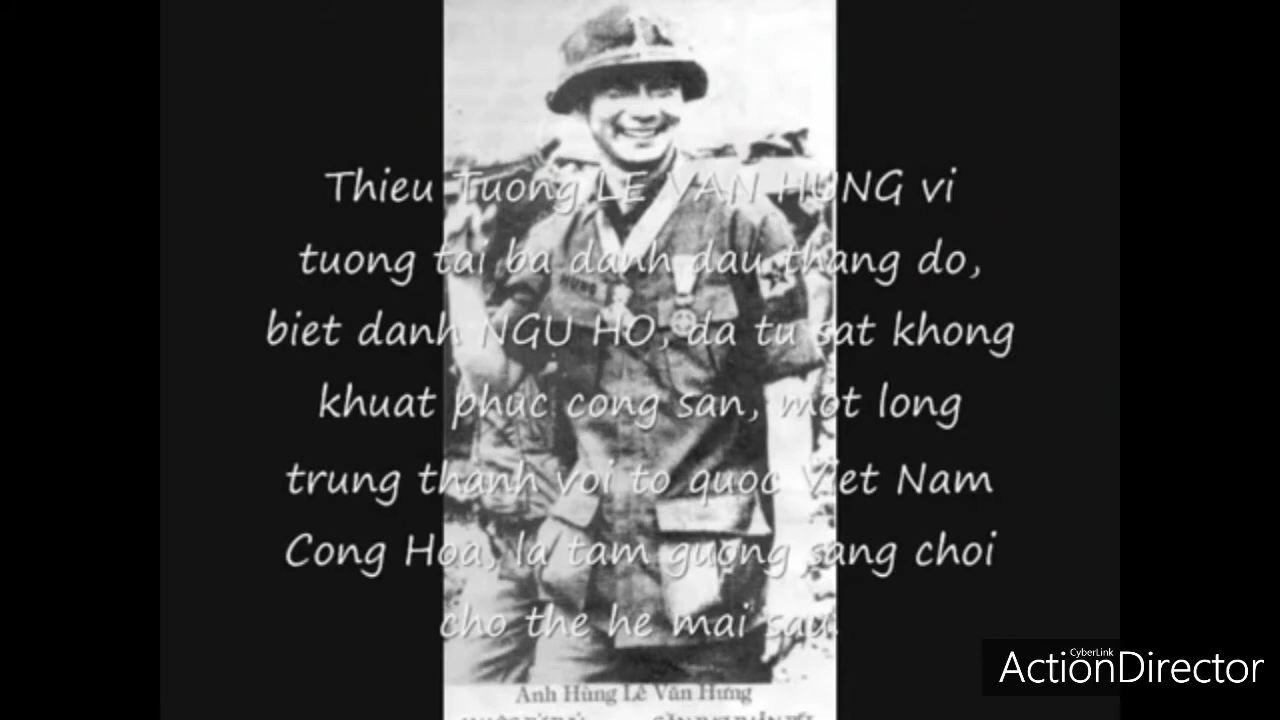 Thieu Tuong LE VAN HUNG vi
tuong tai ba danh dau thang do,
biet danh NGU HO, da tu sat khong
khuat phuc cong san, mot long
trung thanh voi to quoc Viet Nam
Cong Hoa, la tam guong sang choi
cho the he mai sau.
Anh Hùng Lê Văn Hưng
CyberLink
ActionDirector